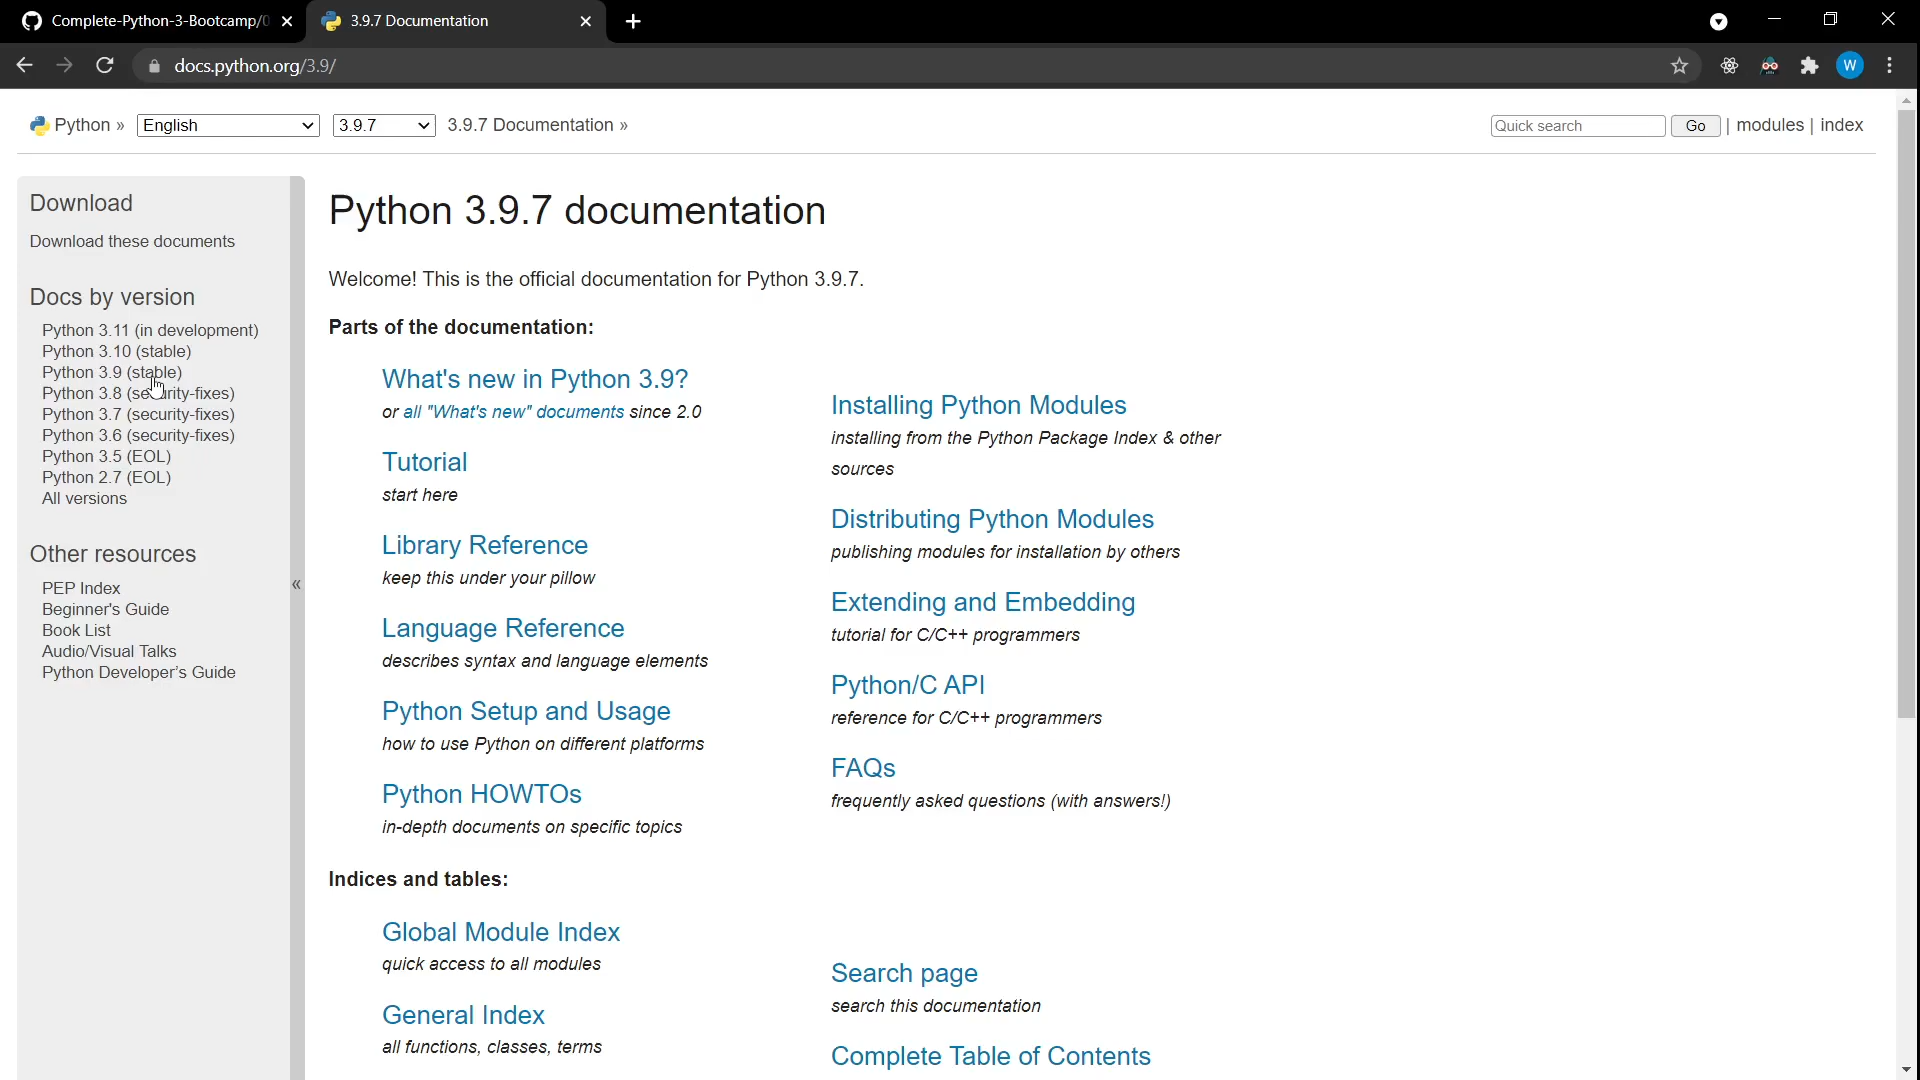 Complete-Python-3-Bootcamp/0
3.9.7 Documentation
docs.python.org/3.9/
W
Python » English 3.9.7 3.9.7 Documentation »
Quick search Go | modules | index
Download
Download these documents
Docs by version
Python 3.11 (in development)
Python 3.10 (stable)
Python 3.9 (stable)
Python 3.8 (security-fixes)
Python 3.7 (security-fixes)
Python 3.6 (security-fixes)
Python 3.5 (EOL)
Python 2.7 (EOL)
All versions
Other resources
PEP Index
Beginner's Guide
Book List
Audio/Visual Talks
Python Developer's Guide
«
Python 3.9.7 documentation
Welcome! This is the official documentation for Python 3.9.7.
Parts of the documentation:
What's new in Python 3.9?
or all "What's new" documents since 2.0
Tutorial
start here
Library Reference
keep this under your pillow
Language Reference
describes syntax and language elements
Python Setup and Usage
how to use Python on different platforms
Python HOWTOs
in-depth documents on specific topics
Installing Python Modules
installing from the Python Package Index & other
sources
Distributing Python Modules
publishing modules for installation by others
Extending and Embedding
tutorial for C/C++ programmers
Python/C API
reference for C/C++ programmers
FAQs
frequently asked questions (with answers!)
Indices and tables:
Global Module Index
quick access to all modules
General Index
all functions, classes, terms
Search page
search this documentation
Complete Table of Contents